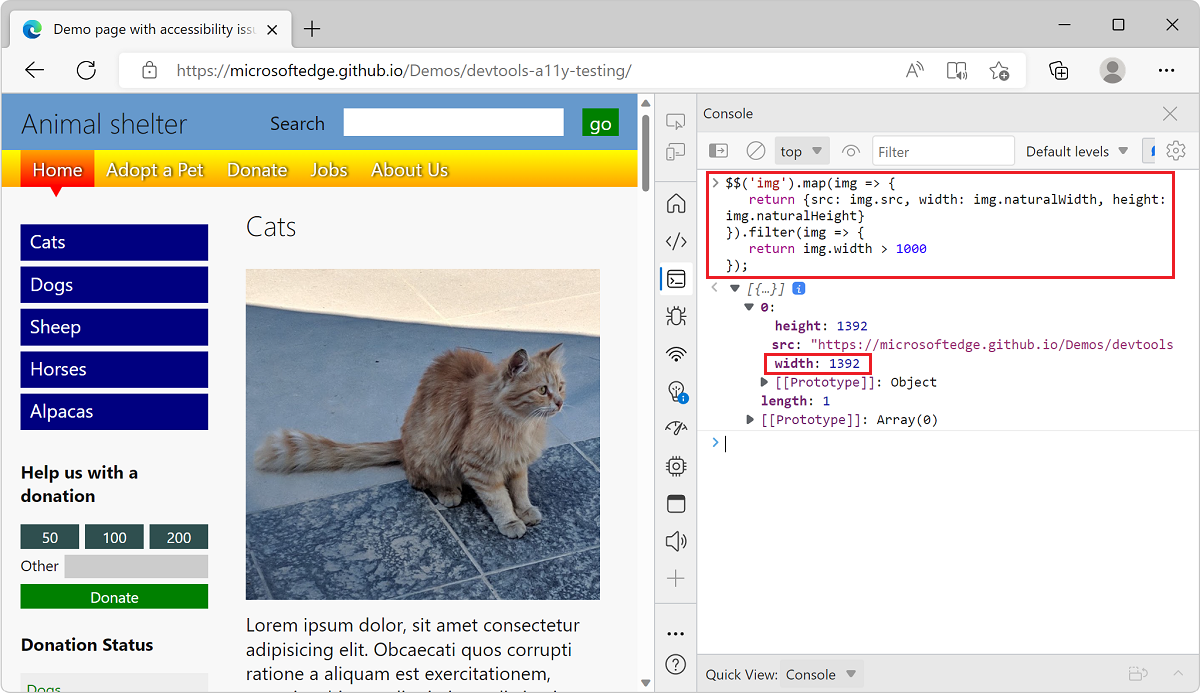 Demo page with accessibility issu
https://microsoftedge.github.io/Demos/devtools-a11y-testing/
Animal shelter
Search
go
Home
Adopt a Pet
Donate
Jobs
About Us
Cats
Dogs
Sheep
Horses
Alpacas
Help us with a
donation
50
100
200
Other
Donate
Donation Status
Dogs
Cats
Lorem ipsum dolor, sit amet consectetur
adipisicing elit. Obcaecati quos corrupti
ratione a aliquam est exercitationem,
Console
top
Filter
Default levels
$$('img').map(img => {
return {src: img.src, width: img.naturalWidth, height:
img.naturalHeight}
}).filter(img => {
return img.width > 1000
});
[{…}]
0:
height: 1392
src: "https://microsoftedge.github.io/Demos/devtools
width: 1392
[[Prototype]]: Object
length: 1
[[Prototype]]: Array(0)
Quick View: Console